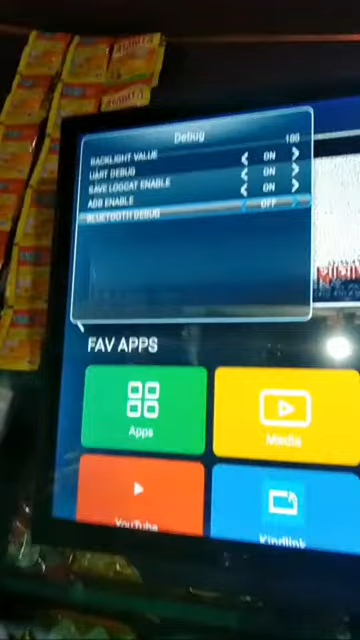 Debug
BACKLIGHT VALUE 100
UART DEBUG ON
SAVE LOGCAT ENABLE ON
ADB ENABLE ON
BLUETOOTH DEBUG OFF
FAV APPS
Apps
Media
YouTube
Kindlink